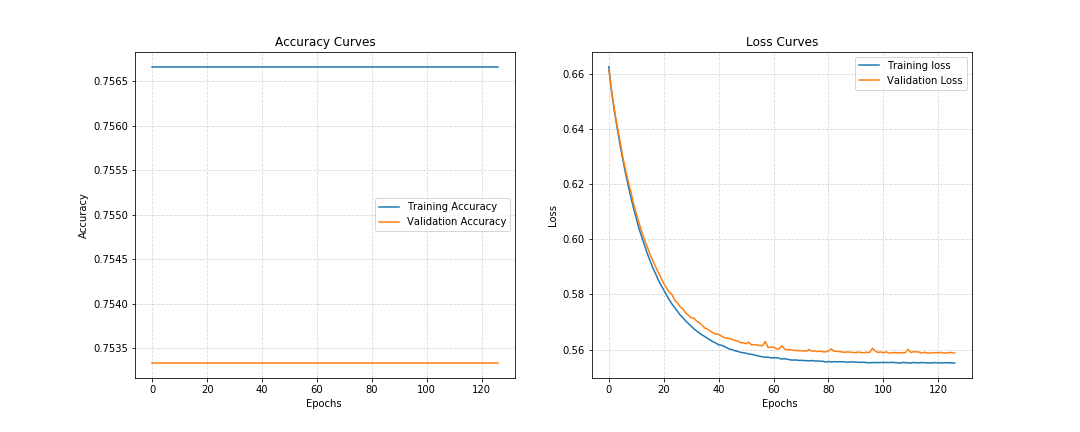 Accuracy Curves
0.7565
0.7560
0.7555
0.7550
0.7545
0.7540
0.7535
Accuracy
Training Accuracy
Validation Accuracy
0 20 40 60 80 100 120
Epochs
Loss Curves
0.66
0.64
0.62
0.60
0.58
0.56
Loss
Training loss
Validation Loss
0 20 40 60 80 100 120
Epochs